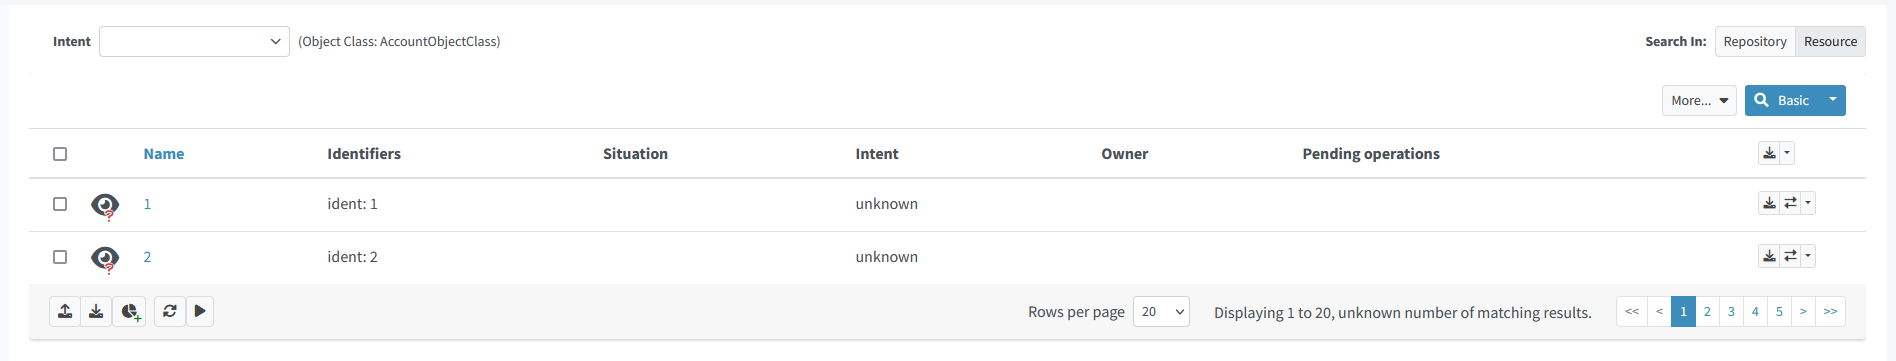 Intent (Object Class: AccountObjectClass) Search In: Repository Resource
More... Basic
Name Identifiers Situation Intent Owner Pending operations
1 ident: 1 unknown
2 ident: 2 unknown
Rows per page 20 Displaying 1 to 20, unknown number of matching results. << < 1 2 3 4 5 > >>